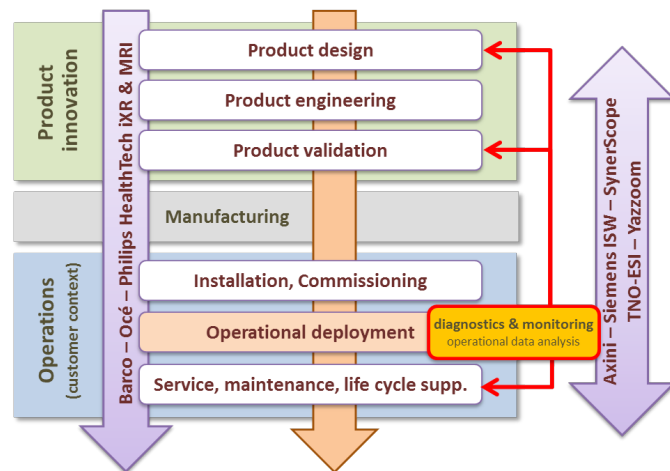 Product
innovation
Product design
Product engineering
Product validation
Manufacturing
Operations
(customer context)
Installation, Commissioning
Operational deployment
diagnostics & monitoring
operational data analysis
Service, maintenance, life cycle supp.
Barco – Océ – Philips HealthTech iXR & MRI
Axini – Siemens ISW – SynerScope
TNO-ESI – Yazzoom